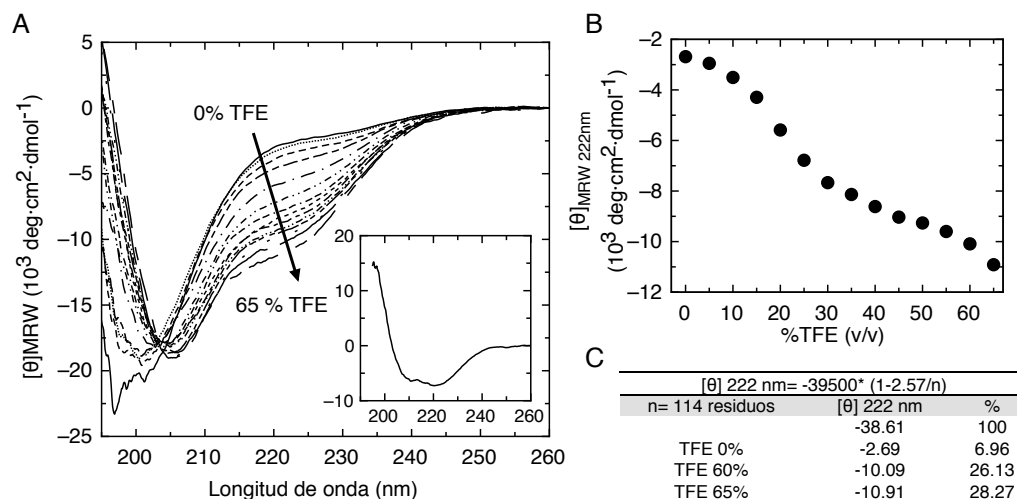 A
[θ]MRW (10³ deg·cm²·dmol⁻¹)
5
0
−5
−10
−15
−20
−25
0% TFE
65 % TFE
20
10
0
−10
200 220 240 260
200 210 220 230 240 250 260
Longitud de onda (nm)
B
[θ]MRW 222nm
(10³ deg·cm²·dmol⁻¹)
−2
−4
−6
−8
−10
−12
0 10 20 30 40 50 60
%TFE (v/v)
C
[θ] 222 nm= -39500* (1-2.57/n)
n= 114 residuos [θ] 222 nm %
-38.61 100
TFE 0% -2.69 6.96
TFE 60% -10.09 26.13
TFE 65% -10.91 28.27